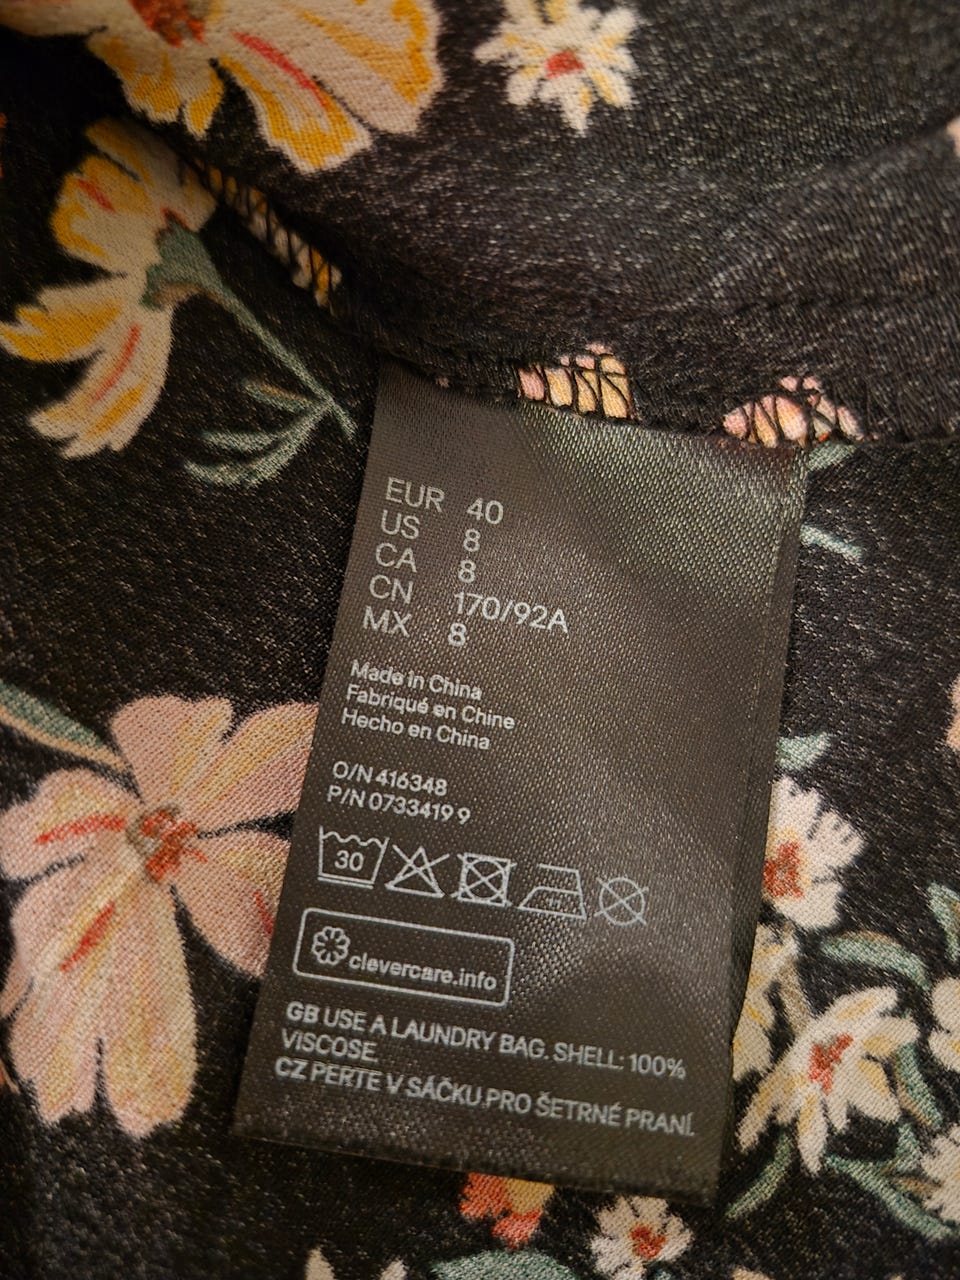 EUR 40
US 8
CA 8
CN 170/92A
MX 8
Made in China
Fabriqué en Chine
Hecho en China
O/N 416348
P/N 0733419 9
30
clevercare.info
GB USE A LAUNDRY BAG. SHELL: 100%
VISCOSE
CZ PERTE V SÁČKU PRO ŠETRNÉ PRANÍ.